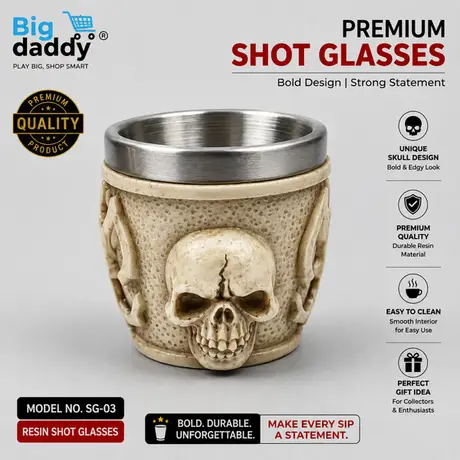 Big
daddy®
PLAY BIG, SHOP SMART
PREMIUM
SHOT GLASSES
Bold Design | Strong Statement
PREMIUM
QUALITY
PRODUCT
UNIQUE
SKULL DESIGN
Bold & Edgy Look
PREMIUM
QUALITY
Durable Resin
Material
EASY TO CLEAN
Smooth Interior
for Easy Use
PERFECT
GIFT IDEA
For Collectors
& Enthusiasts
MODEL NO. SG-03
RESIN SHOT GLASSES
BOLD. DURABLE.
UNFORGETTABLE.
MAKE EVERY SIP
A STATEMENT.